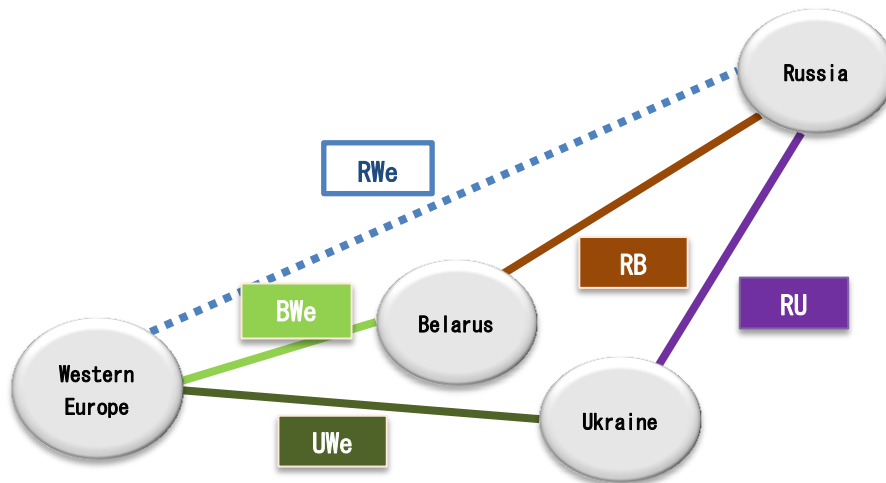 Russia
RWe
RB
BWe
RU
Belarus
Western
Europe
Ukraine
UWe